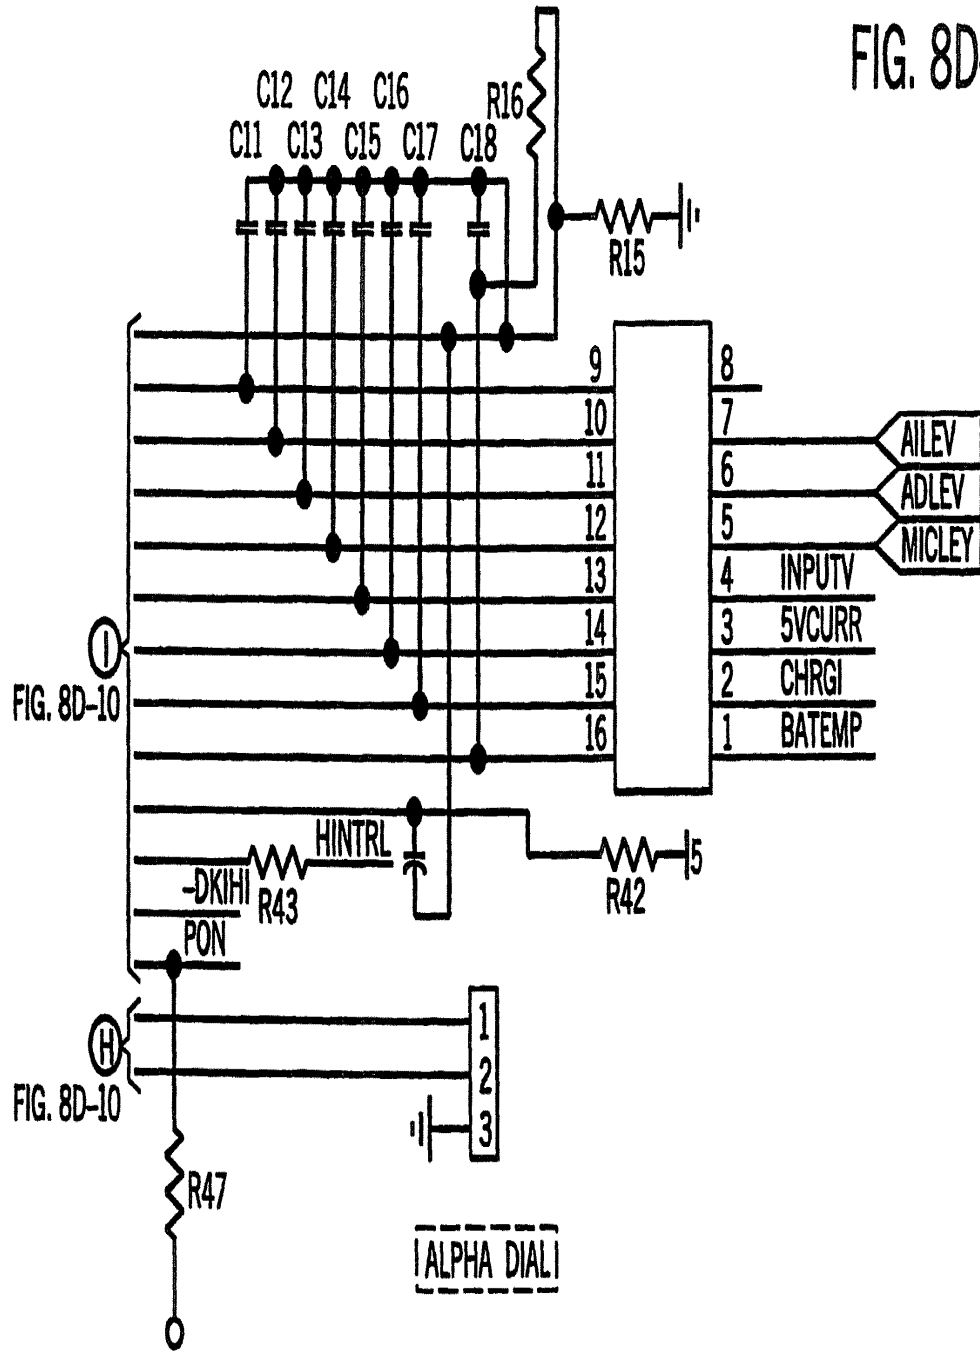 FIG. 8D-
C12 C14 C16
R16
C11 C13 C15 C17 C18
R15
9 8
10 7
AILEV
11 6
ADLEV
12 5
MICLEY
13 4 INPUTV
14 3 5VCURR
I
15 2 CHRGI
FIG. 8D-10
16 1 BATEMP
HINTRL
5
-DKIHI R43 R42
PON
1
H
2
FIG. 8D-10
3
R47
ALPHA DIAL